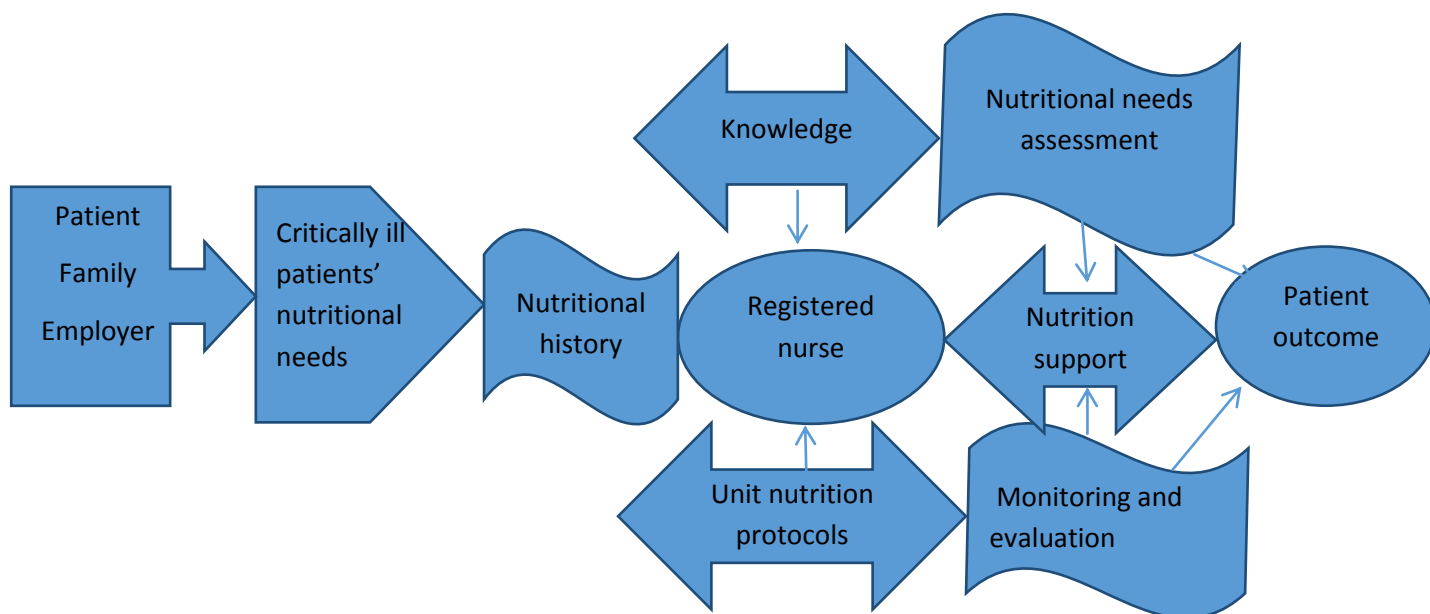 Patient
Family
Employer
Critically ill
patients’
nutritional
needs
Nutritional
history
Knowledge
Registered
nurse
Unit nutrition
protocols
Nutritional needs
assessment
Nutrition
support
Monitoring and
evaluation
Patient
outcome